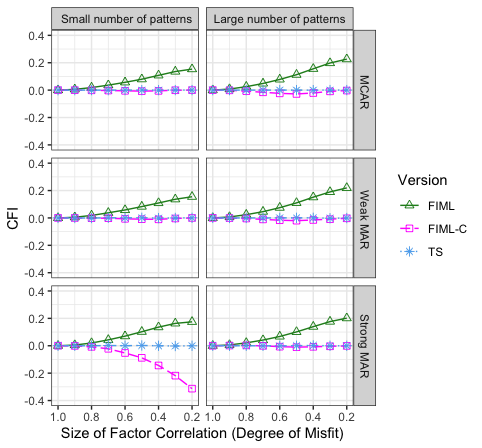 Small number of patterns
Large number of patterns
0.4
0.2
0.0
-0.2
-0.4
MCAR
0.4
0.2
0.0
-0.2
-0.4
Weak MAR
0.4
0.2
0.0
-0.2
-0.4
Strong MAR
CFI
1.0 0.8 0.6 0.4 0.2
1.0 0.8 0.6 0.4 0.2
Size of Factor Correlation (Degree of Misfit)
Version
FIML
FIML-C
TS